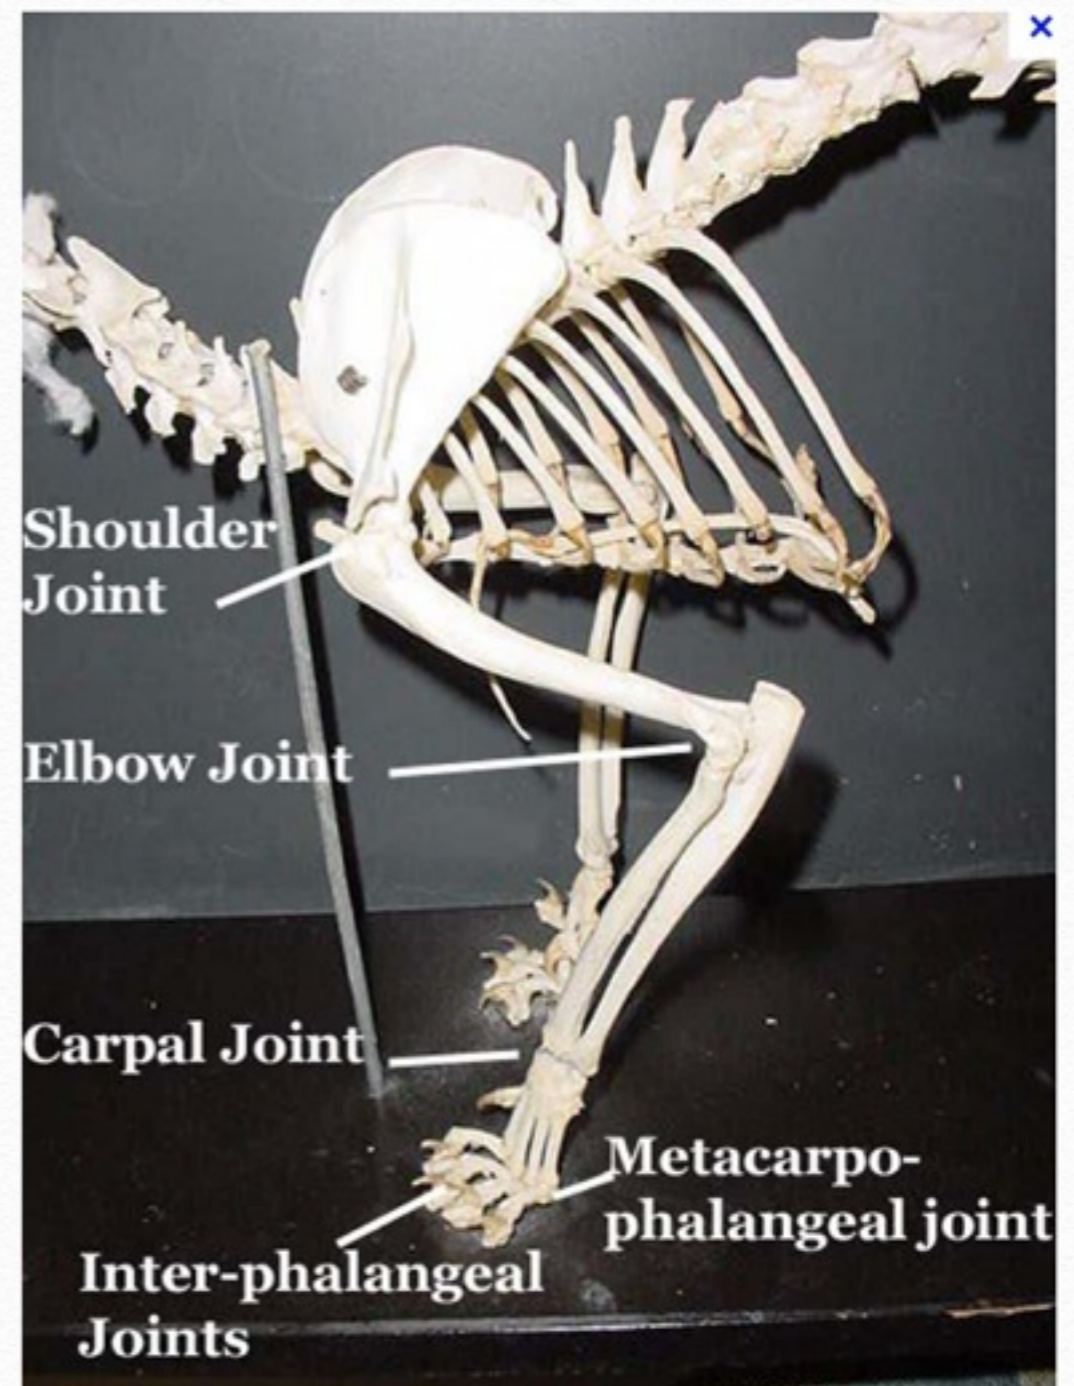 Shoulder
Joint
Elbow Joint
Carpal Joint
Metacarpo-
phalangeal joint
Inter-phalangeal
Joints